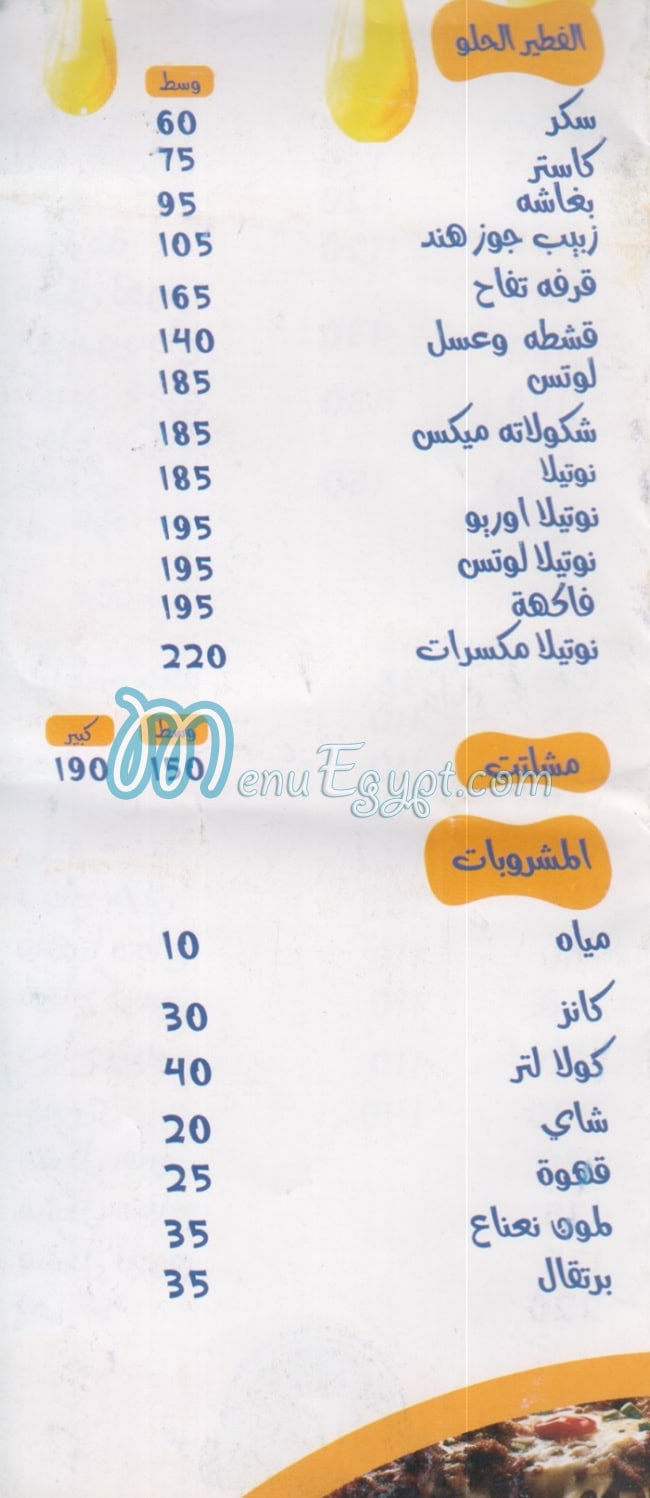 الفطير الحلو
وسط
سكر 60
كاستر 75
بغاشه 95
زبيب جوز هند 105
قرفه تفاح 165
قشطه وعسل 140
لوتس 185
شكولاته ميكس 185
نوتيلا 185
نوتيلا اوريو 195
نوتيلا لوتس 195
فاكهة 195
نوتيلا مكسرات 220
وسط كبير
مشلتت 150 190
MenuEgypt.com
المشروبات
مياه 10
كانز 30
كولا لتر 40
شاي 20
قهوة 25
لمون نعناع 35
برتقال 35